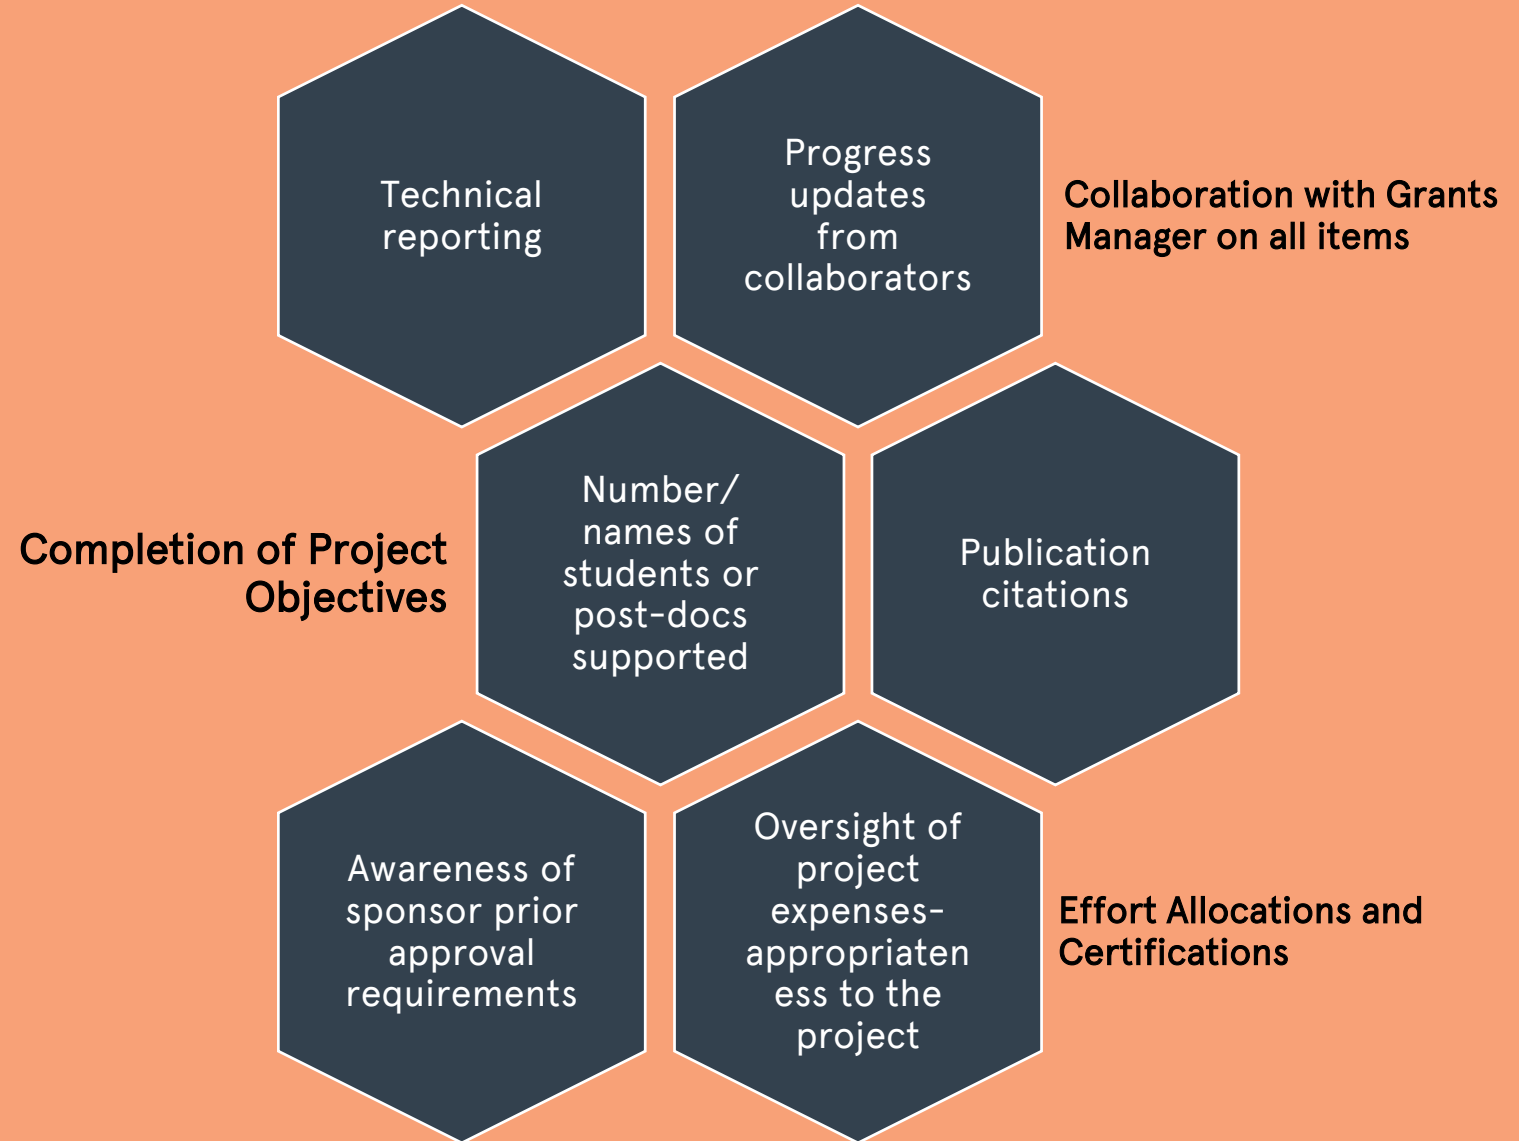 Technical
reporting
Progress
updates
from
collaborators
Collaboration with Grants
Manager on all items
Completion of Project
Objectives
Number/
names of
students or
post-docs
supported
Publication
citations
Awareness of
sponsor prior
approval
requirements
Oversight of
project
expenses-
appropriaten
ess to the
project
Effort Allocations and
Certifications